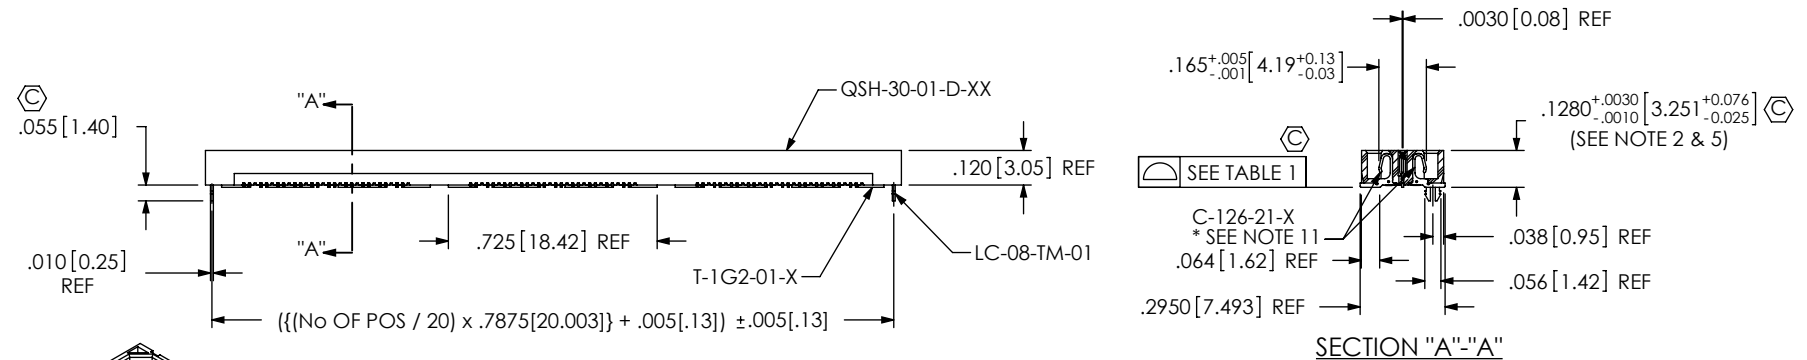 .0030[0.08] REF
.165+.005-.001[4.19+0.13-0.03]
"A"
QSH-30-01-D-XX
C
.055[1.40]
.1280+.0030-.0010[3.251+0.076-0.025] C
(SEE NOTE 2 & 5)
C
.120[3.05] REF
SEE TABLE 1
C-126-21-X
* SEE NOTE 11
"A"
.725[18.42] REF
LC-08-TM-01
.038[0.95] REF
.010[0.25]
REF
T-1G2-01-X
.064[1.62] REF
.056[1.42] REF
({(No OF POS / 20) x .7875[20.003]} + .005[.13]) ±.005[.13]
.2950[7.493] REF
SECTION "A"-"A"